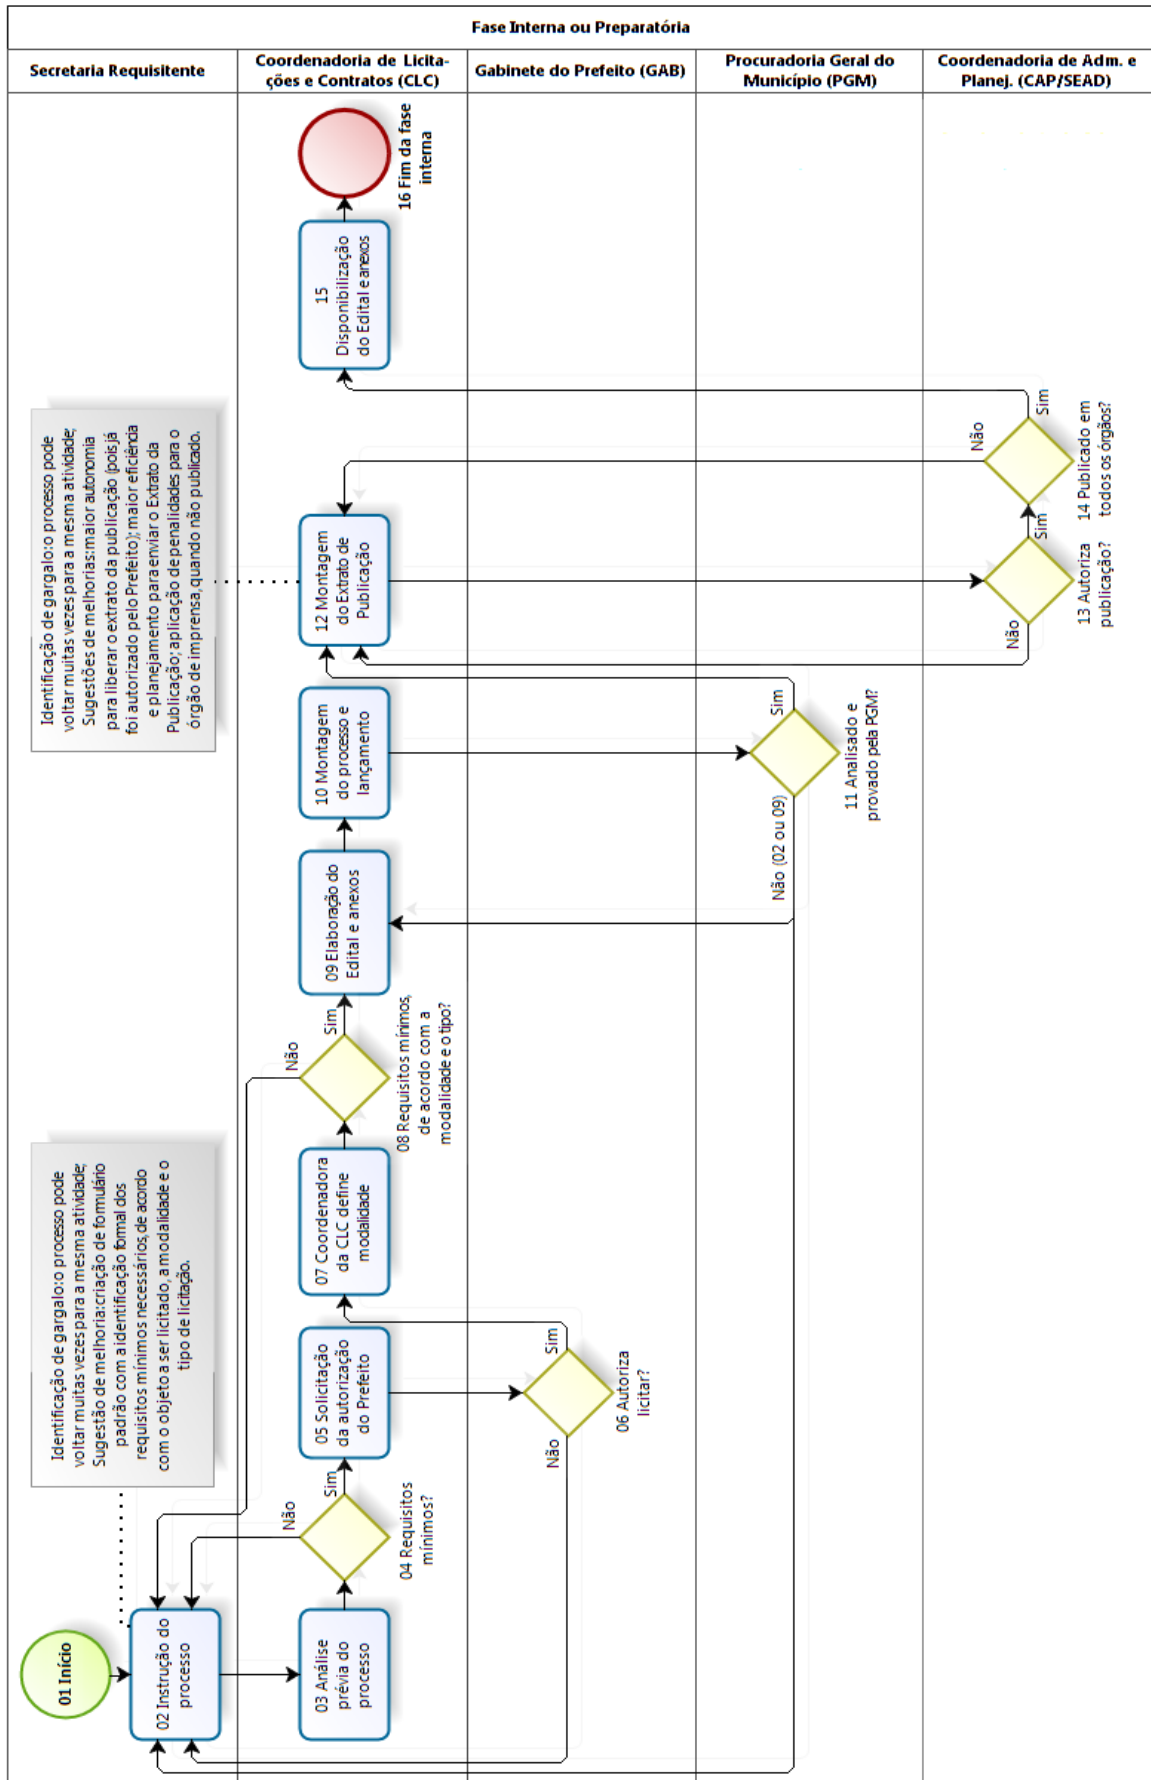 Fase Interna ou Preparatória
Secretaria Requisitente
Coordenadoria de Licita-
ções e Contratos (CLC)
Gabinete do Prefeito (GAB)
Procuradoria Geral do
Município (PGM)
Coordenadoria de Adm. e
Planej. (CAP/SEAD)
01 Início
02 Instrução do
processo
Identificação de gargalo:o processo pode
voltar muitas vezes para a mesma atividade;
Sugestão de melhoria:criação de formulário
padrão com a identificação formal dos
requisitos mínimos necessários,de acordo
com o objeto a ser licitado, a modalidade e o
tipo de licitação.
03 Análise
prévia do
processo
04 Requisitos
mínimos?
Não
Sim
05 Solicitação
da autorização
do Prefeito
06 Autoriza
licitar?
Não
Sim
07 Coordenadora
da CLC define
modalidade
08 Requisitos mínimos,
de acordo com a
modalidade e o tipo?
Não
Sim
09 Elaboração do
Edital e anexos
10 Montagem
do processo e
lançamento
11 Analisado e
provado pela PGM?
Não (02 ou 09)
Sim
12 Montagem
do Extrato de
Publicação
Identificação de gargalo:o processo pode
voltar muitas vezes para a mesma atividade;
Sugestões de melhorias:maior autonomia
para liberar o extrato da publicação (pois já
foi autorizado pelo Prefeito); maior eficiência
e planejamento para enviar o Extrato da
Publicação; aplicação de penalidades para o
órgão de imprensa,quando não publicado.
13 Autoriza
publicação?
Não
Sim
14 Publicado em
todos os órgãos?
Não
Sim
15
Disponibilização
do Edital e anexos
16 Fim da fase
interna